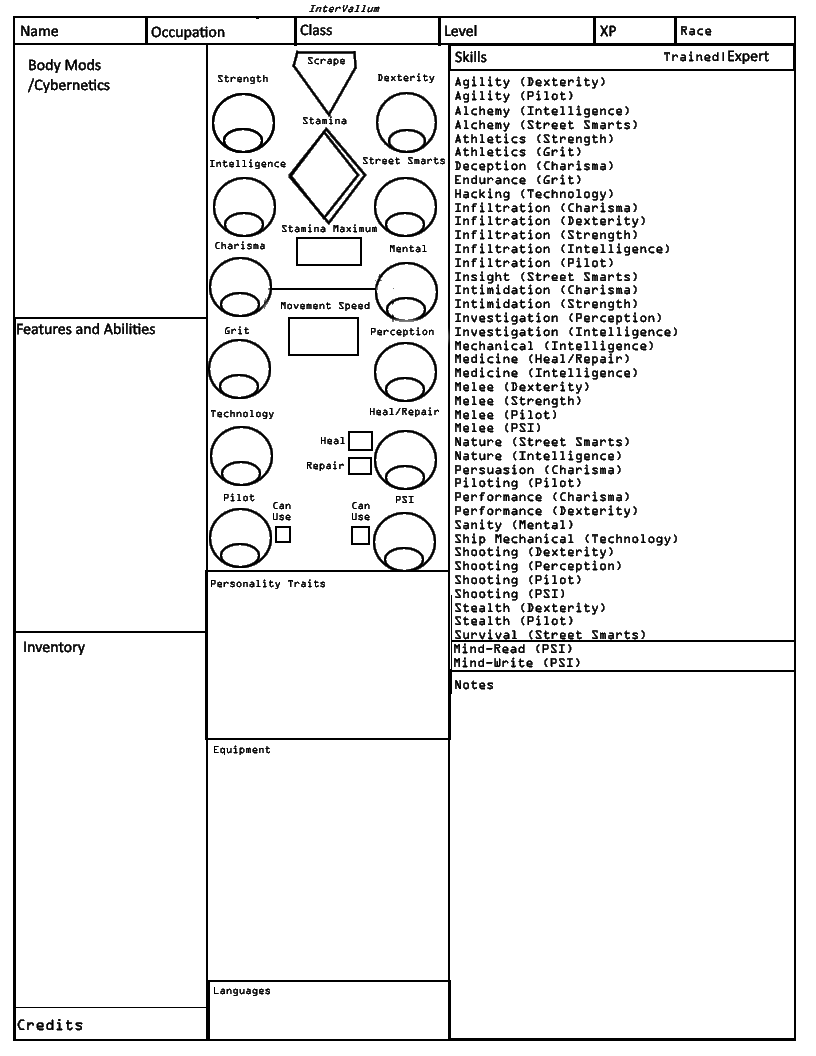 InterVallum
Name
Occupation
Class
Level
XP
Race
Body Mods
/Cybernetics
Features and Abilities
Inventory
Credits
Scrape
Strength
Dexterity
Stamina
Intelligence
Street Smarts
Stamina Maximum
Charisma
Mental
Movement Speed
Grit
Perception
Technology
Heal/Repair
Heal
Repair
Pilot
PSI
Can
Use
Can
Use
Personality Traits
Equipment
Languages
Skills Trained|Expert
Agility (Dexterity)
Agility (Pilot)
Alchemy (Intelligence)
Alchemy (Street Smarts)
Athletics (Strength)
Athletics (Grit)
Deception (Charisma)
Endurance (Grit)
Hacking (Technology)
Infiltration (Charisma)
Infiltration (Dexterity)
Infiltration (Strength)
Infiltration (Intelligence)
Infiltration (Pilot)
Insight (Street Smarts)
Intimidation (Charisma)
Intimidation (Strength)
Investigation (Perception)
Investigation (Intelligence)
Mechanical (Intelligence)
Medicine (Heal/Repair)
Medicine (Intelligence)
Melee (Dexterity)
Melee (Strength)
Melee (Pilot)
Melee (PSI)
Nature (Street Smarts)
Nature (Intelligence)
Persuasion (Charisma)
Piloting (Pilot)
Performance (Charisma)
Performance (Dexterity)
Sanity (Mental)
Ship Mechanical (Technology)
Shooting (Dexterity)
Shooting (Perception)
Shooting (Pilot)
Shooting (PSI)
Stealth (Dexterity)
Stealth (Pilot)
Survival (Street Smarts)
Mind-Read (PSI)
Mind-Write (PSI)
Notes